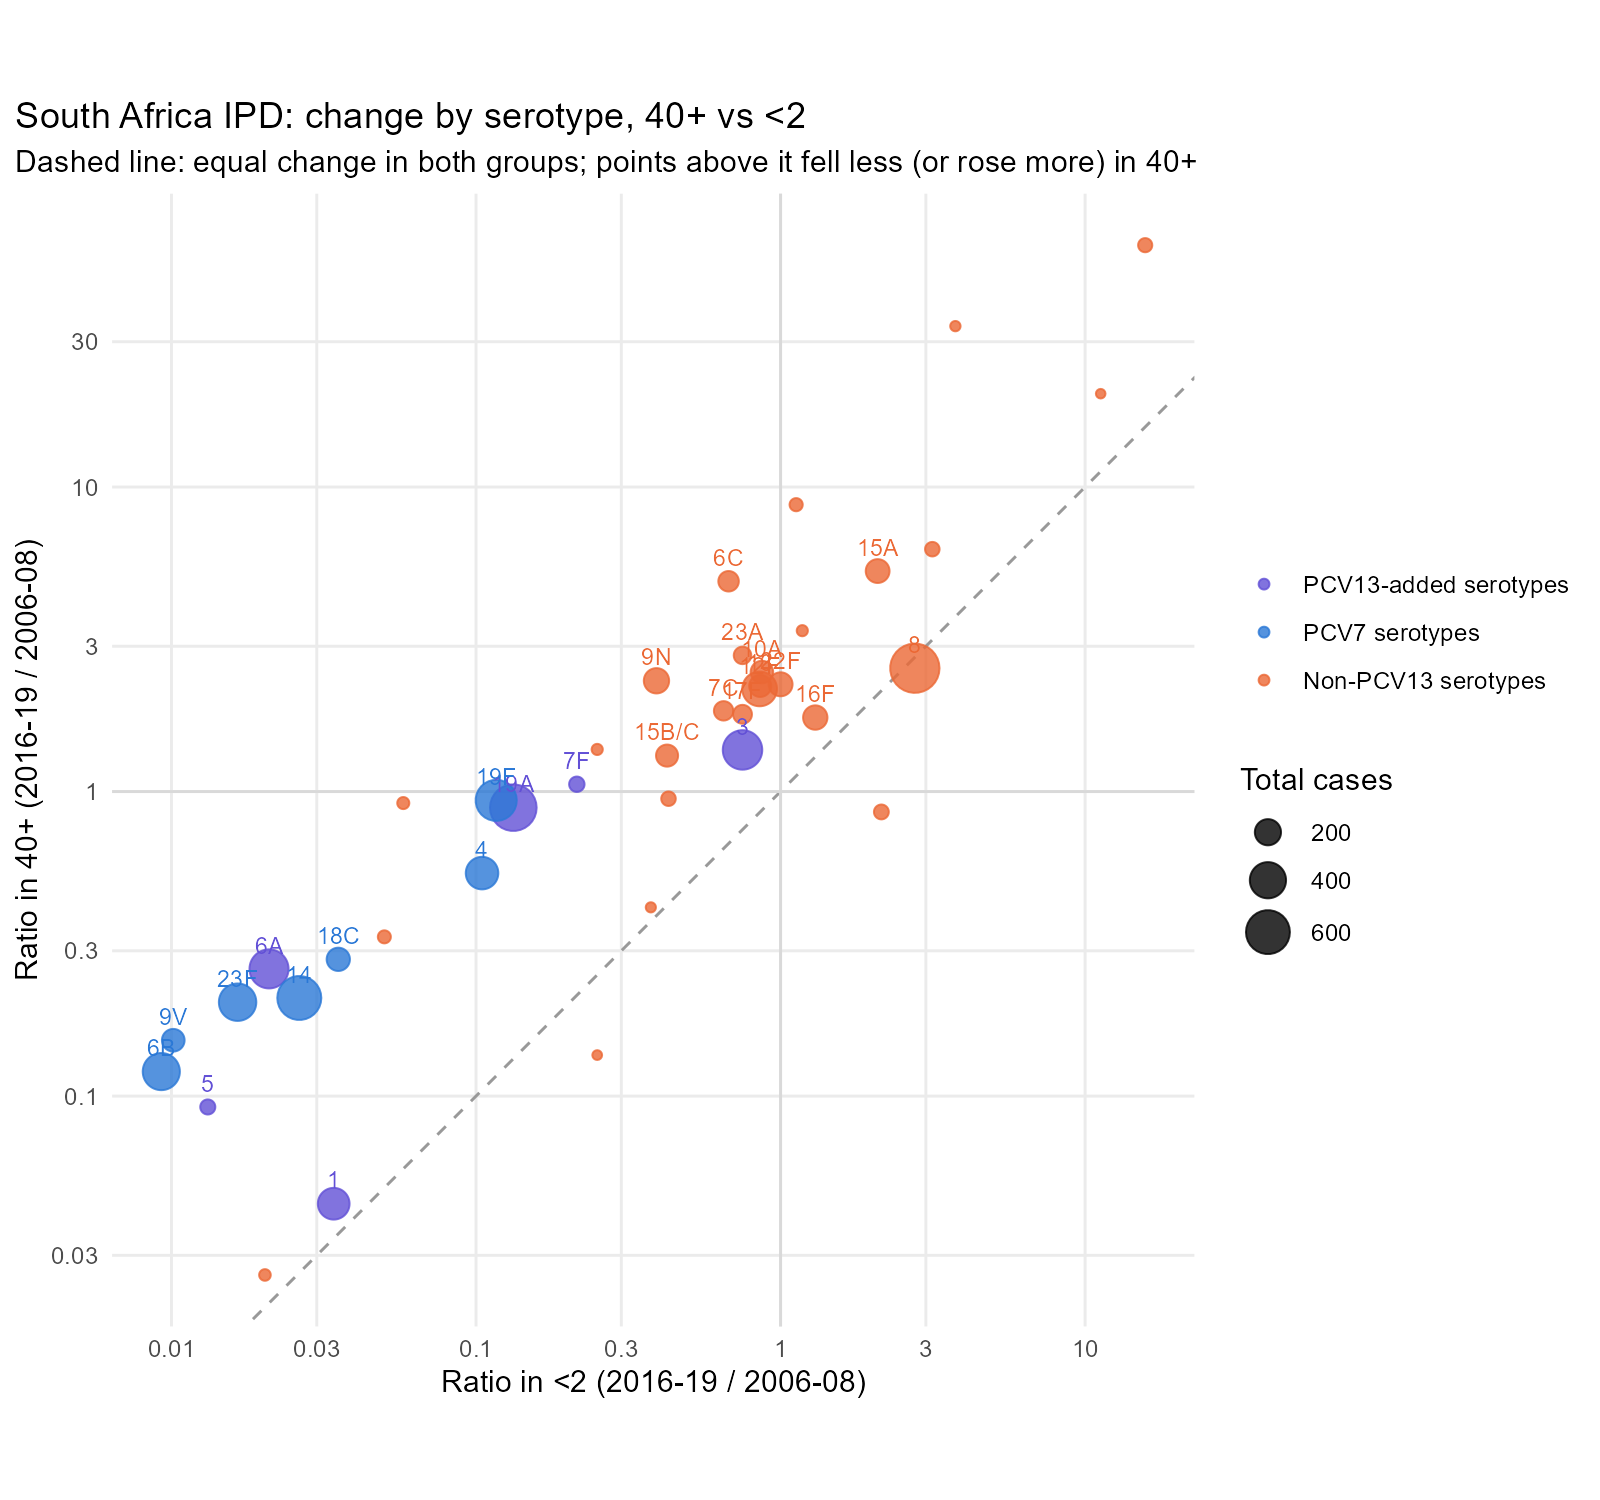 South Africa IPD: change by serotype, 40+ vs <2
Dashed line: equal change in both groups; points above it fell less (or rose more) in 40+
Ratio in 40+ (2016-19 / 2006-08)
30
10
3
1
0.3
0.1
0.03
15A
6C
23A
10A
8
9N
12F
16F
15B/C
3
7F
19F
19A
4
18C
6A
14
23F
9V
6B
5
1
0.01
0.03
0.1
0.3
1
3
10
Ratio in <2 (2016-19 / 2006-08)
PCV13-added serotypes
PCV7 serotypes
Non-PCV13 serotypes
Total cases
200
400
600